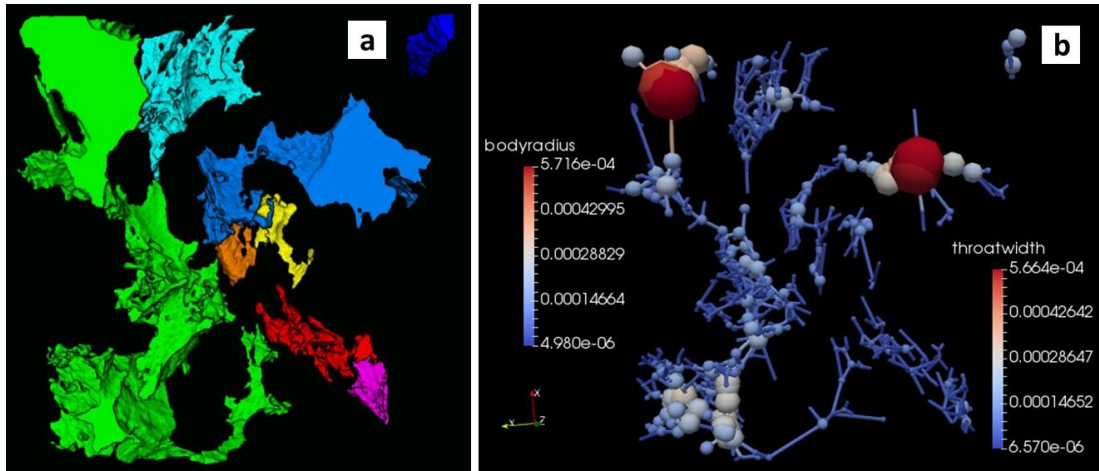 a
b
bodyradius
5.716e-04
0.00042995
0.00028829
0.00014664
4.980e-06
throatwidth
5.664e-04
0.00042642
0.00028647
0.00014652
6.570e-06
X
Y
Z